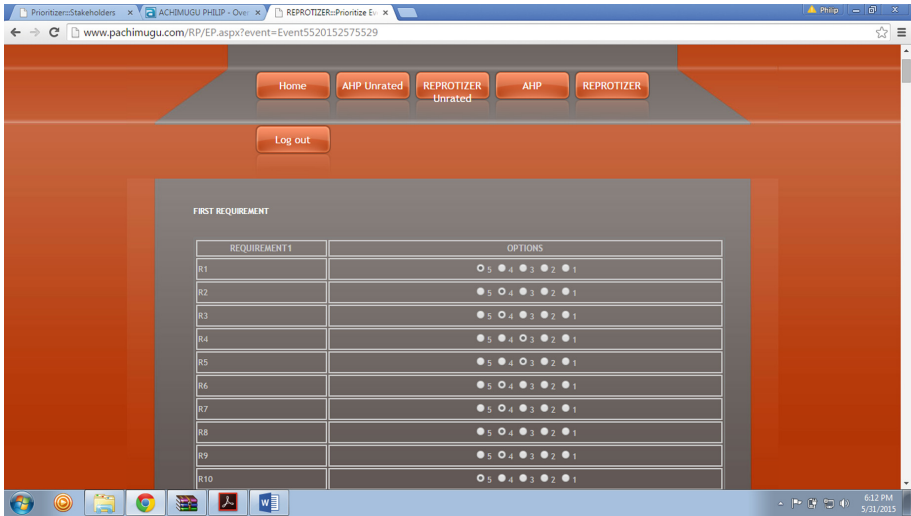 Prioritizer::Stakeholders
ACHIMUGU PHILIP - Over
REPROTIZER::Prioritize Ev
Philip
www.pachimugu.com/RP/EP.aspx?event=Event5520152575529
Home
AHP Unrated
REPROTIZER Unrated
AHP
REPROTIZER
Log out
FIRST REQUIREMENT
REQUIREMENT1 OPTIONS
R1 5 4 3 2 1
R2 5 4 3 2 1
R3 5 4 3 2 1
R4 5 4 3 2 1
R5 5 4 3 2 1
R6 5 4 3 2 1
R7 5 4 3 2 1
R8 5 4 3 2 1
R9 5 4 3 2 1
R10 5 4 3 2 1
6:12 PM
5/31/2015